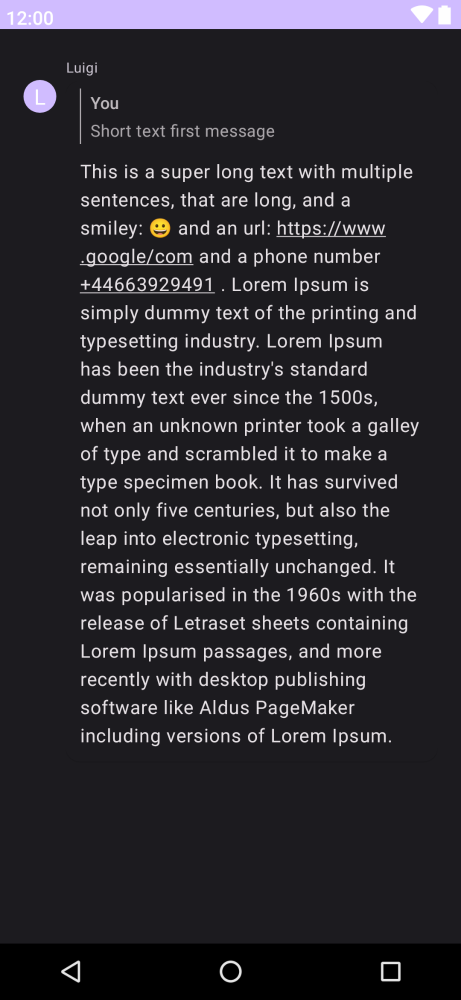 12:00
Luigi
L
You
Short text first message
This is a super long text with multiple
sentences, that are long, and a
smiley: 😀 and an url: https://www
.google/com and a phone number
+44663929491 . Lorem Ipsum is
simply dummy text of the printing and
typesetting industry. Lorem Ipsum
has been the industry's standard
dummy text ever since the 1500s,
when an unknown printer took a galley
of type and scrambled it to make a
type specimen book. It has survived
not only five centuries, but also the
leap into electronic typesetting,
remaining essentially unchanged. It
was popularised in the 1960s with the
release of Letraset sheets containing
Lorem Ipsum passages, and more
recently with desktop publishing
software like Aldus PageMaker
including versions of Lorem Ipsum.